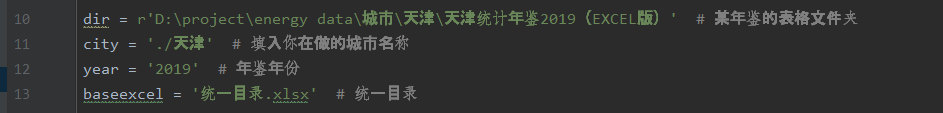 10 dir = r'D:\project\energy data\城市\天津\天津统计年鉴2019（EXCEL版）' # 某年鉴的表格文件夹
11 city = './天津' # 填入你在做的城市名称
12 year = '2019' # 年鉴年份
13 baseexcel = '统一目录.xlsx' # 统一目录